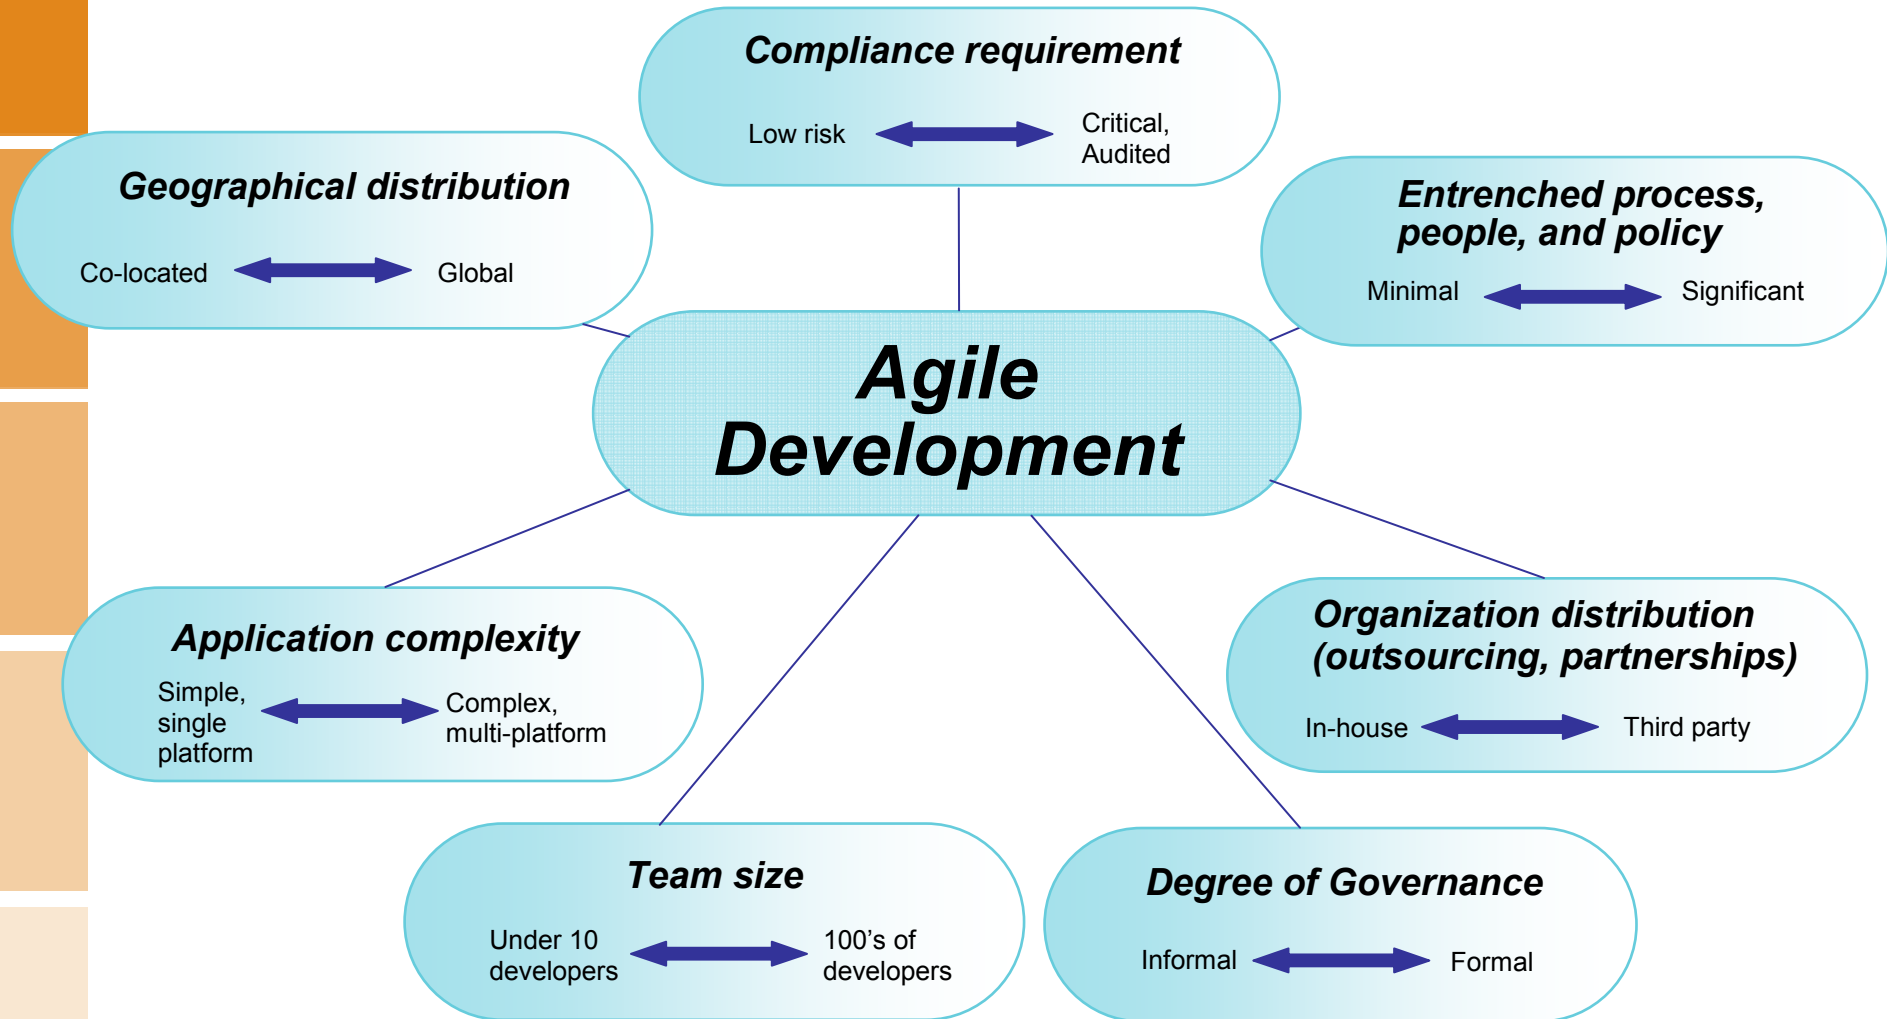 Compliance requirement
Low risk
Critical,
Audited
Geographical distribution
Co-located
Global
Entrenched process,
people, and policy
Minimal
Significant
Agile
Development
Application complexity
Simple,
single
platform
Complex,
multi-platform
Organization distribution
(outsourcing, partnerships)
In-house
Third party
Team size
Under 10
developers
100’s of
developers
Degree of Governance
Informal
Formal